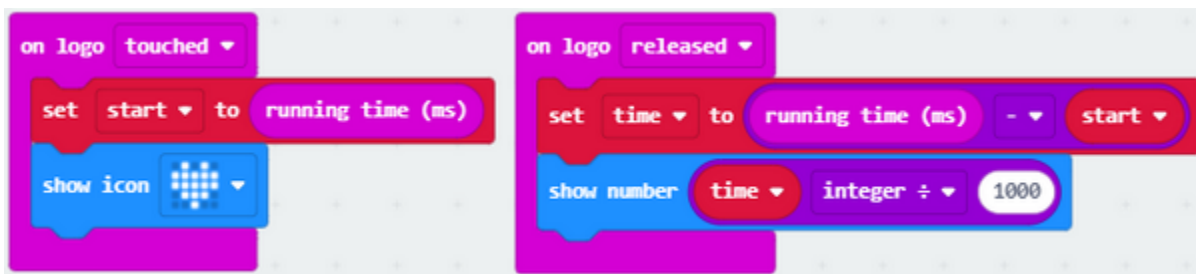 on logo touched
set start to running time (ms)
show icon
on logo released
set time to running time (ms) - start
show number time integer ÷ 1000